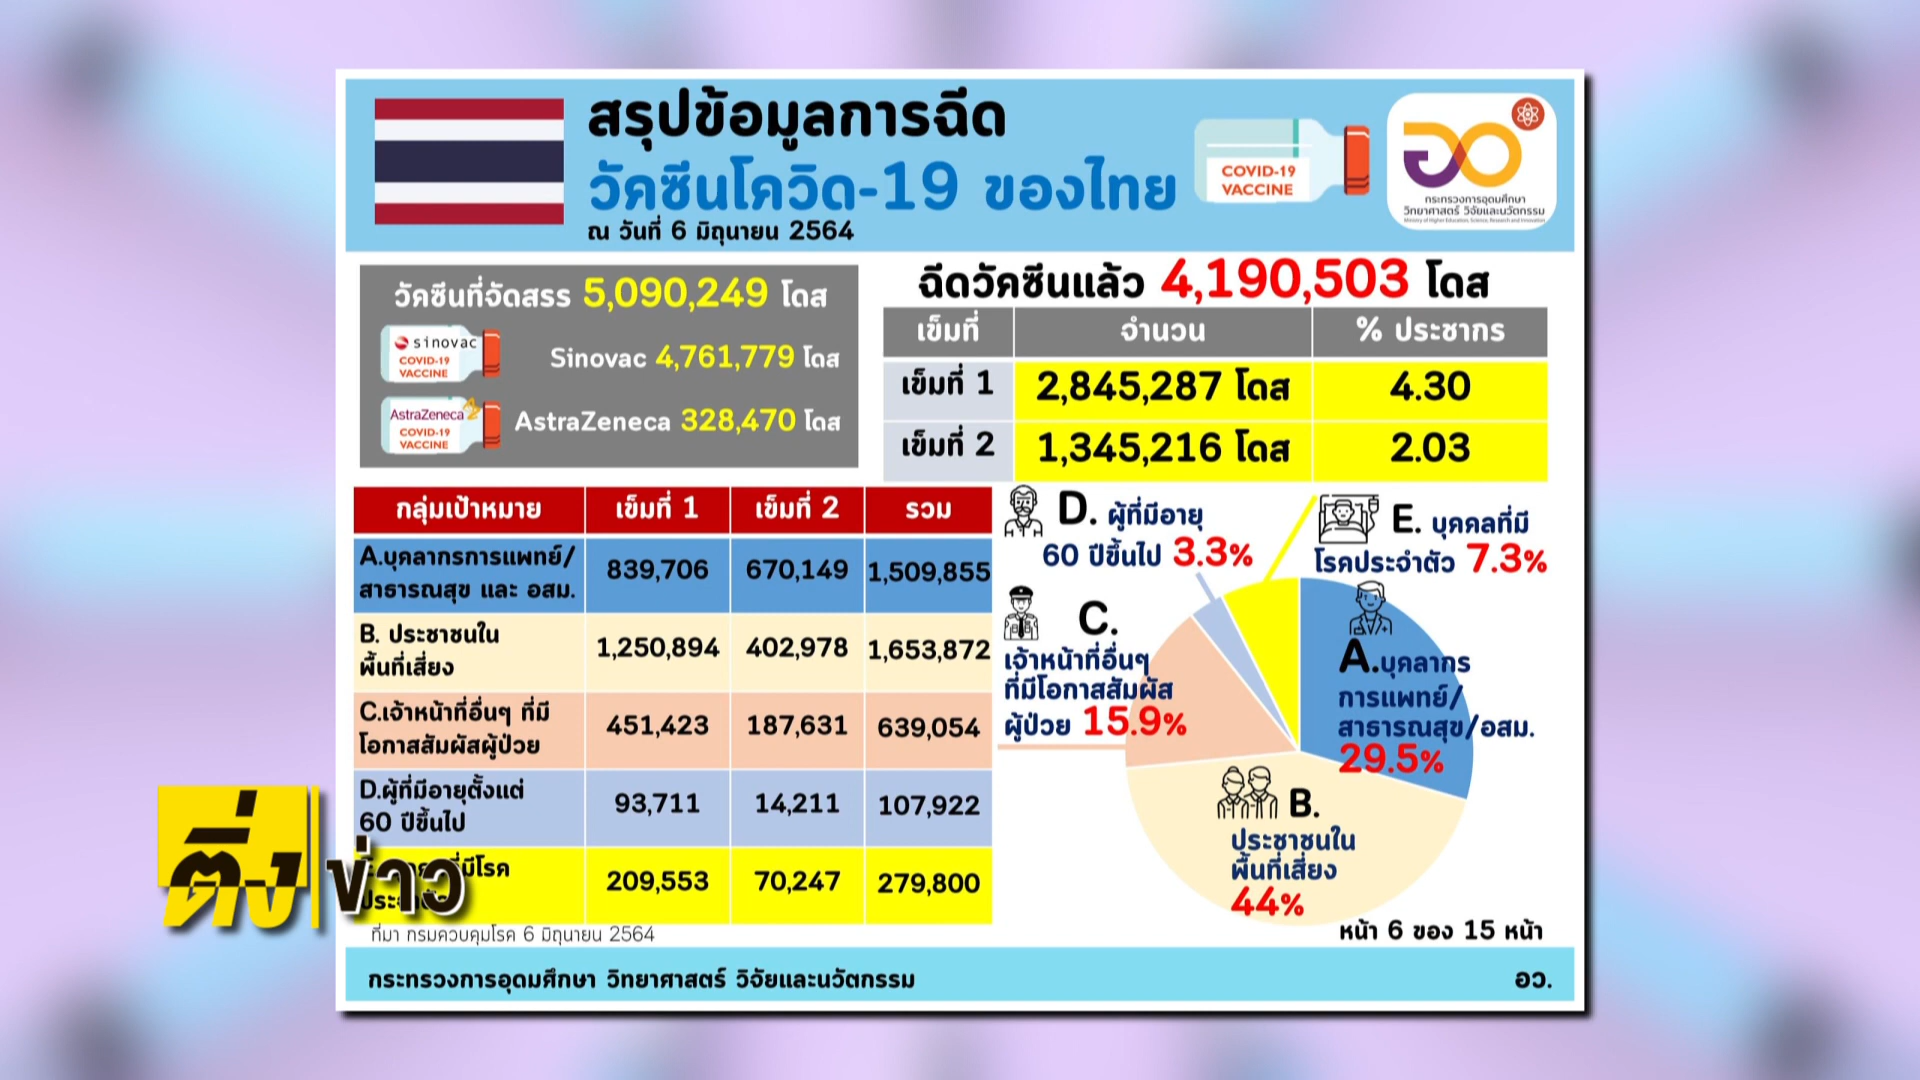 สรุปข้อมูลการฉีด
วัคซีนโควิด-19 ของไทย
ณ วันที่ 6 มิถุนายน 2564
COVID-19
VACCINE
กระทรวงการอุดมศึกษา
วิทยาศาสตร์ วิจัยและนวัตกรรม
Ministry of Higher Education, Science, Research and Innovation
วัคซีนที่จัดสรร 5,090,249 โดส
sinovac
COVID-19
VACCINE
Sinovac 4,761,779 โดส
AstraZeneca
COVID-19
VACCINE
AstraZeneca 328,470 โดส
ฉีดวัคซีนแล้ว 4,190,503 โดส
เข็มที่ จำนวน % ประชากร
เข็มที่ 1 2,845,287 โดส 4.30
เข็มที่ 2 1,345,216 โดส 2.03
กลุ่มเป้าหมาย เข็มที่ 1 เข็มที่ 2 รวม
A.บุคลากรการแพทย์/
สาธารณสุข และ อสม. 839,706 670,149 1,509,855
B. ประชาชนใน
พื้นที่เสี่ยง 1,250,894 402,978 1,653,872
C.เจ้าหน้าที่อื่นๆ ที่มี
โอกาสสัมผัสผู้ป่วย 451,423 187,631 639,054
D.ผู้ที่มีอายุตั้งแต่
60 ปีขึ้นไป 93,711 14,211 107,922
ที่มีโรค
209,553 70,247 279,800
D. ผู้ที่มีอายุ
60 ปีขึ้นไป 3.3%
E. บุคคลที่มี
โรคประจำตัว 7.3%
C.
เจ้าหน้าที่อื่นๆ
ที่มีโอกาสสัมผัส
ผู้ป่วย 15.9%
A.บุคลากร
การแพทย์/
สาธารณสุข/อสม.
29.5%
B.
ประชาชนใน
พื้นที่เสี่ยง
44%
ติ่งข่าว
ที่มา กรมควบคุมโรค 6 มิถุนายน 2564
หน้า 6 ของ 15 หน้า
กระทรวงการอุดมศึกษา วิทยาศาสตร์ วิจัยและนวัตกรรม
อว.